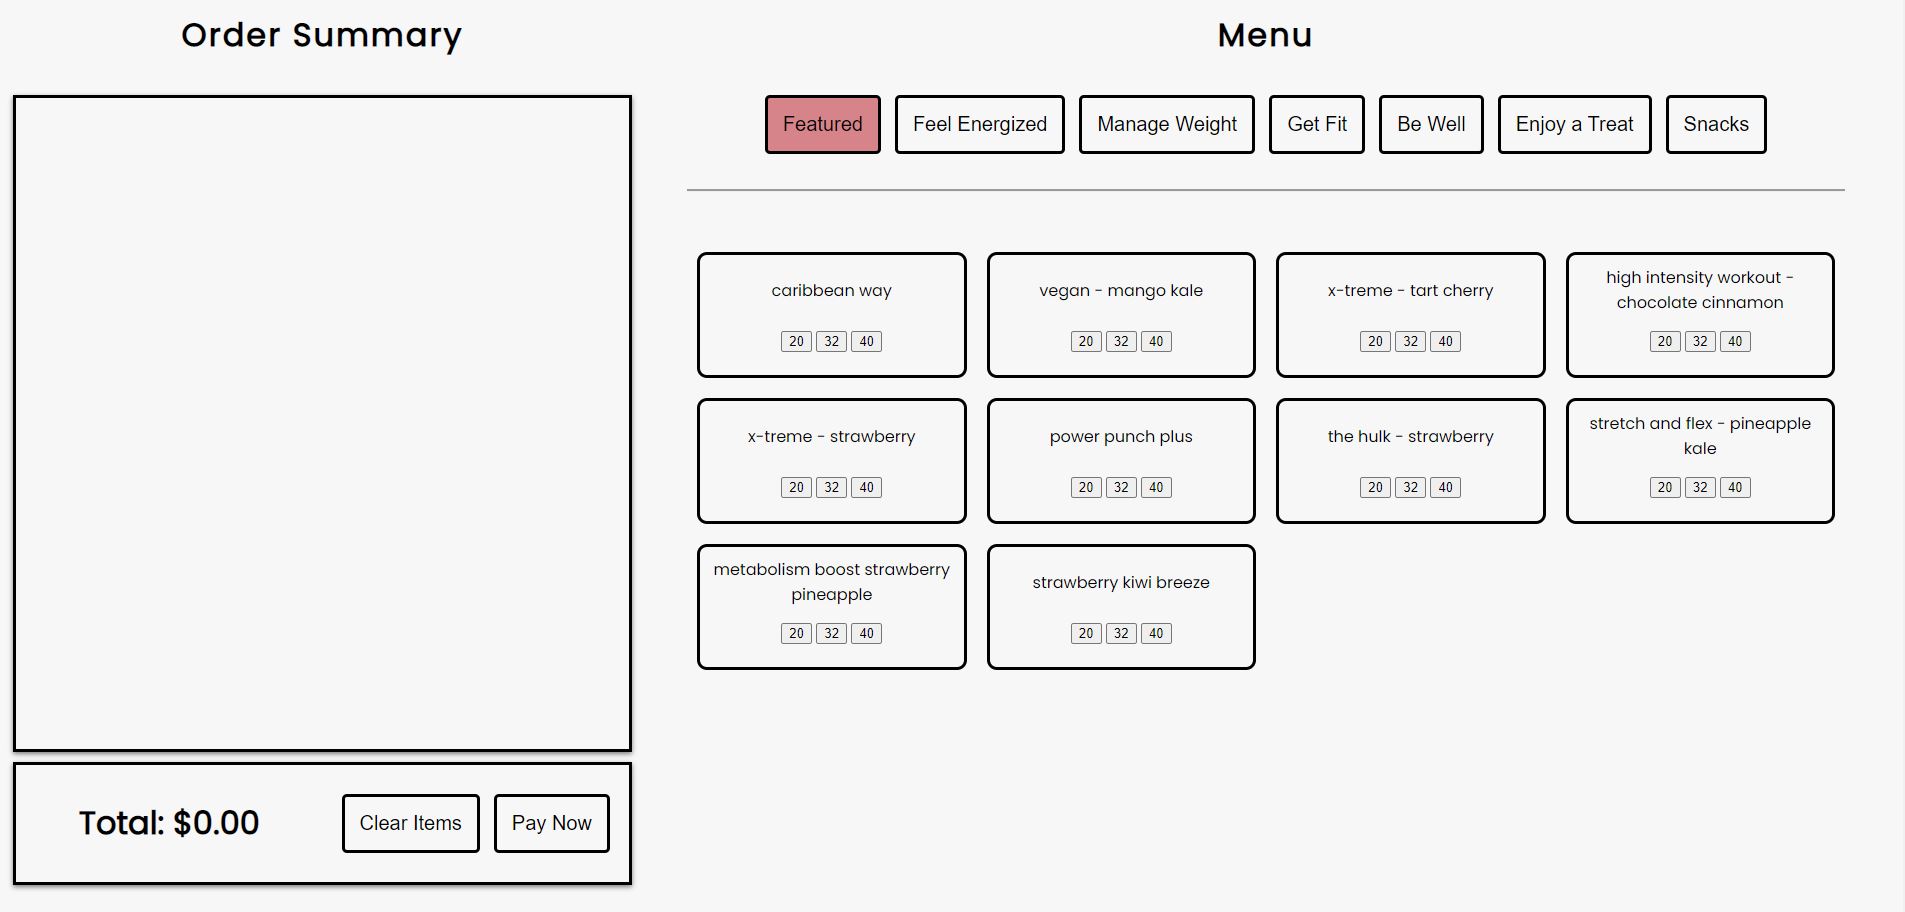 Order Summary
Total: $0.00
Clear Items
Pay Now
Menu
Featured
Feel Energized
Manage Weight
Get Fit
Be Well
Enjoy a Treat
Snacks
caribbean way
20 32 40
vegan - mango kale
20 32 40
x-treme - tart cherry
20 32 40
high intensity workout -
chocolate cinnamon
20 32 40
x-treme - strawberry
20 32 40
power punch plus
20 32 40
the hulk - strawberry
20 32 40
stretch and flex - pineapple
kale
20 32 40
metabolism boost strawberry
pineapple
20 32 40
strawberry kiwi breeze
20 32 40